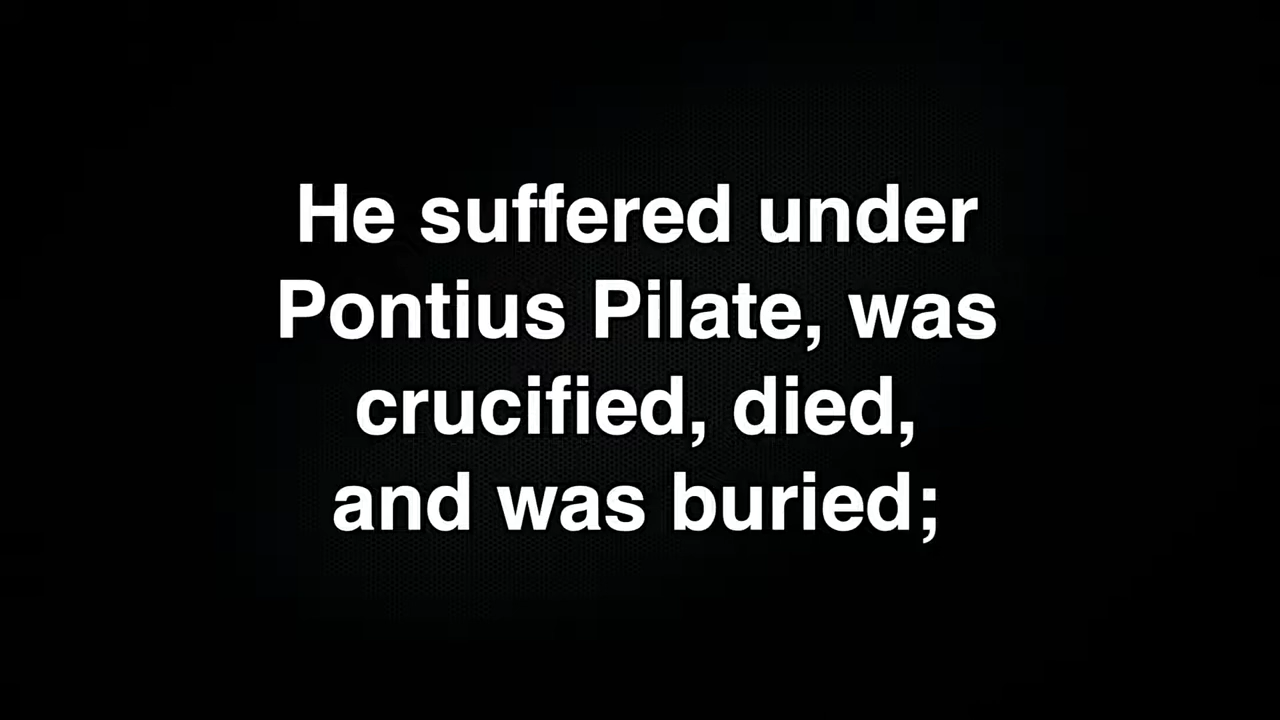 He suffered under
Pontius Pilate, was
crucified, died,
and was buried;